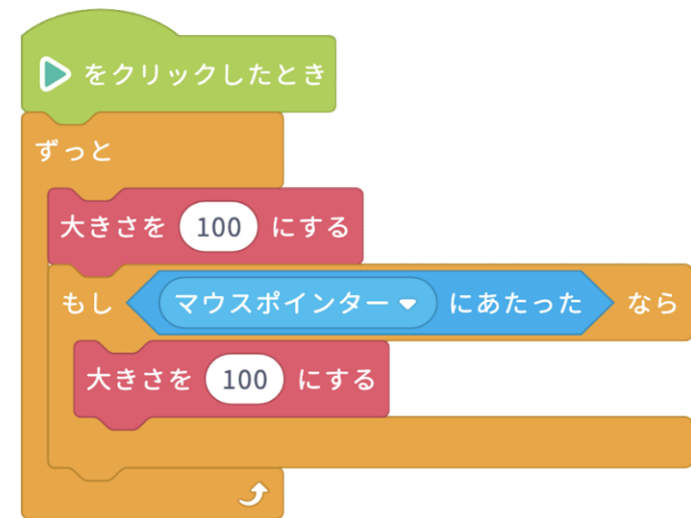 をクリックしたとき
ずっと
大きさを 100 にする
もし マウスポインター にあたった なら
大きさを 100 にする